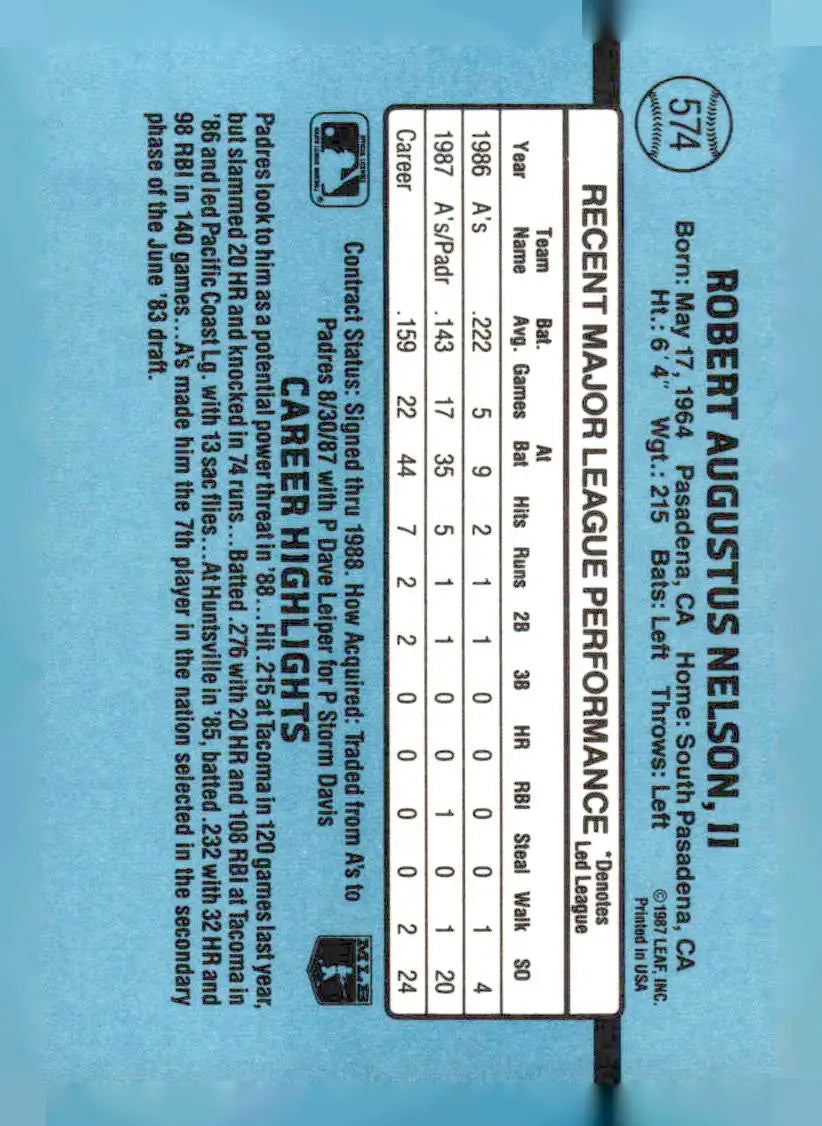 574
ROBERT AUGUSTUS NELSON, II
Born: May 17, 1964 Pasadena, CA Home: South Pasadena, CA
Ht.: 6' 4" Wgt.: 215 Bats: Left Throws: Left
©1987 LEAF, INC.
Printed in USA
RECENT MAJOR LEAGUE PERFORMANCE
*Denotes
Led League
Team Bat. At
Year Name Avg. Games Bat Hits Runs 2B 3B HR RBI Steal Walk SO
1986 A's .222 5 9 2 1 1 0 0 0 0 1 4
1987 A's/Padr .143 17 35 5 1 1 0 0 1 0 1 20
Career .159 22 44 7 2 2 0 0 0 0 2 24
Contract Status: Signed thru 1988. How Acquired: Traded from A's to
Padres 8/30/87 with P Dave Leiper for P Storm Davis
MLB
CAREER HIGHLIGHTS
Padres look to him as a potential power threat in '88...Hit .215 at Tacoma in 120 games last year,
but slammed 20 HR and knocked in 74 runs...Batted .276 with 20 HR and 108 RBI at Tacoma in
'86 and led Pacific Coast Lg. with 13 sac flies...At Huntsville in '85, batted .232 with 32 HR and
98 RBI in 140 games...A's made him the 7th player in the nation selected in the secondary
phase of the June '83 draft.